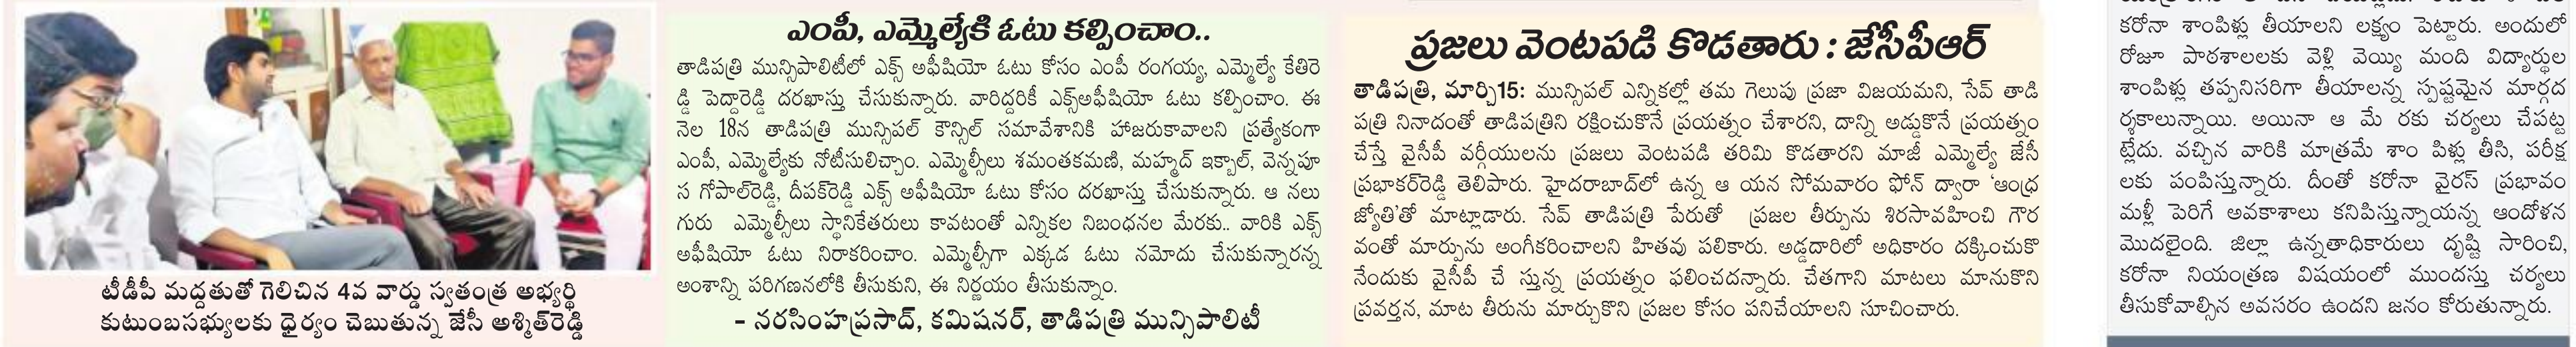 టీడీపీ మద్దతుతో గెలిచిన 4వ వార్డు స్వతంత్ర అభ్యర్థి
కుటుంబసభ్యులకు ధైర్యం చెబుతున్న జేసీ అశ్మిత్‌రెడ్డి
ఎంపీ, ఎమ్మెల్యేకి ఓటు కల్పించాం..
తాడిపత్రి మున్సిపాలిటీలో ఎక్స్ అఫీషియో ఓటు కోసం ఎంపీ రంగయ్య, ఎమ్మెల్యే కేతిరె
డ్డి పెద్దారెడ్డి దరఖాస్తు చేసుకున్నారు. వారిద్దరికీ ఎక్స్‌అఫీషియో ఓటు కల్పించాం. ఈ
నెల 18న తాడిపత్రి మున్సిపల్ కౌన్సిల్ సమావేశానికి హాజరుకావాలని ప్రత్యేకంగా
ఎంపీ, ఎమ్మెల్యేకు నోటీసులిచ్చాం. ఎమ్మెల్సీలు శమంతకమణి, మహ్మద్ ఇక్బాల్, వెన్నపూ
స గోపాల్‌రెడ్డి, దీపక్‌రెడ్డి ఎక్స్ అఫీషియో ఓటు కోసం దరఖాస్తు చేసుకున్నారు. ఆ నలు
గురు ఎమ్మెల్సీలు స్థానికేతరులు కావటంతో ఎన్నికల నిబంధనల మేరకు.. వారికి ఎక్స్
అఫీషియో ఓటు నిరాకరించాం. ఎమ్మెల్సీగా ఎక్కడ ఓటు నమోదు చేసుకున్నారన్న
అంశాన్ని పరిగణనలోకి తీసుకుని, ఈ నిర్ణయం తీసుకున్నాం.
- నరసింహప్రసాద్, కమిషనర్, తాడిపత్రి మున్సిపాలిటీ
ప్రజలు వెంటపడి కొడతారు : జేసీపీఆర్
తాడిపత్రి, మార్చి15: మున్సిపల్ ఎన్నికల్లో తమ గెలుపు ప్రజా విజయమని, సేవ్ తాడి
పత్రి నినాదంతో తాడిపత్రిని రక్షించుకొనే ప్రయత్నం చేశారని, దాన్ని అడ్డుకొనే ప్రయత్నం
చేస్తే వైసీపీ వర్గీయులను ప్రజలు వెంటపడి తరిమి కొడతారని మాజీ ఎమ్మెల్యే జేసీ
ప్రభాకర్‌రెడ్డి తెలిపారు. హైదరాబాద్‌లో ఉన్న ఆ యన సోమవారం ఫోన్ ద్వారా ‘ఆంధ్ర
జ్యోతి’తో మాట్లాడారు. సేవ్ తాడిపత్రి పేరుతో ప్రజల తీర్పును శిరసావహించి గౌర
వంతో మార్పును అంగీకరించాలని హితవు పలికారు. అడ్డదారిలో అధికారం దక్కించుకొ
నేందుకు వైసీపీ చే స్తున్న ప్రయత్నం ఫలించదన్నారు. చేతగాని మాటలు మానుకొని
ప్రవర్తన, మాట తీరును మార్చుకొని ప్రజల కోసం పనిచేయాలని సూచించారు.
కరోనా శాంపిళ్లు తీయాలని లక్ష్యం పెట్టారు. అందులో
రోజూ పాఠశాలలకు వెళ్లి వెయ్యి మంది విద్యార్థుల
శాంపిళ్లు తప్పనిసరిగా తీయాలన్న స్పష్టమైన మార్గద
ర్శకాలున్నాయి. అయినా ఆ మే రకు చర్యలు చేపట్ట
ట్లేదు. వచ్చిన వారికి మాత్రమే శాం పిళ్లు తీసి, పరీక్ష
లకు పంపిస్తున్నారు. దీంతో కరోనా వైరస్ ప్రభావం
మళ్లీ పెరిగే అవకాశాలు కనిపిస్తున్నాయన్న ఆందోళన
మొదలైంది. జిల్లా ఉన్నతాధికారులు దృష్టి సారించి,
కరోనా నియంత్రణ విషయంలో ముందస్తు చర్యలు
తీసుకోవాల్సిన అవసరం ఉందని జనం కోరుతున్నారు.